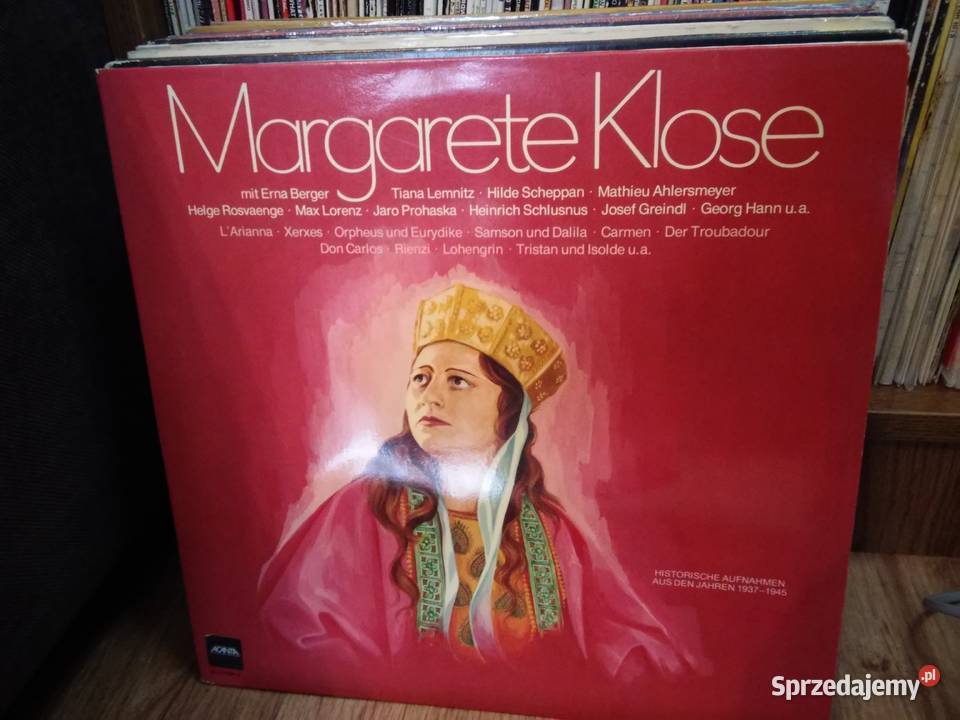 Margarete Klose
mit Erna Berger Tiana Lemnitz · Hilde Scheppan · Mathieu Ahlersmeyer
Helge Rosvaenge · Max Lorenz · Jaro Prohaska · Heinrich Schlusnus · Josef Greindl · Georg Hann u.a.
L'Arianna · Xerxes · Orpheus und Eurydike · Samson und Dalila · Carmen · Der Troubadour
Don Carlos · Rienzi · Lohengrin · Tristan und Isolde u.a.
HISTORISCHE AUFNAHMEN
AUS DEN JAHREN 1937–1945
ACANTA
Sprzedajemy.pl